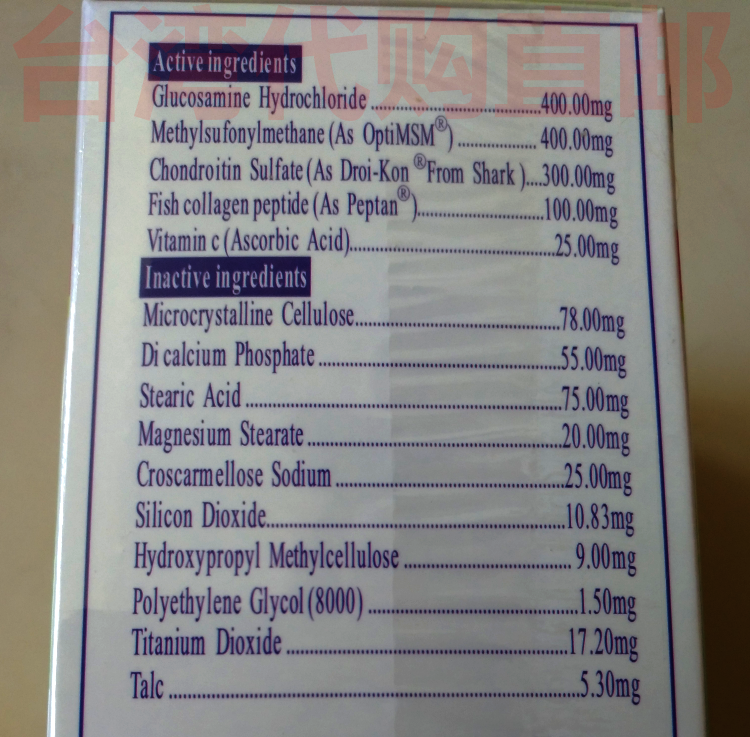 台湾代购直邮
Active ingredients
Glucosamine Hydrochloride ........................400.00mg
Methylsufonylmethane (As OptiMSM®) ............... 400.00mg
Chondroitin Sulfate (As Droi-Kon ®From Shark )....300.00mg
Fish collagen peptide (As Peptan®)...................100.00mg
Vitamin c (Ascorbic Acid)..............................25.00mg
Inactive ingredients
Microcrystalline Cellulose..............................78.00mg
Di calcium Phosphate ...................................55.00mg
Stearic Acid ..............................................75.00mg
Magnesium Stearate .....................................20.00mg
Croscarmellose Sodium .................................25.00mg
Silicon Dioxide...........................................10.83mg
Hydroxypropyl Methylcellulose ........................ 9.00mg
Polyethylene Glycol (8000) ..............................1.50mg
Titanium Dioxide ........................................17.20mg
Talc .........................................................5.30mg